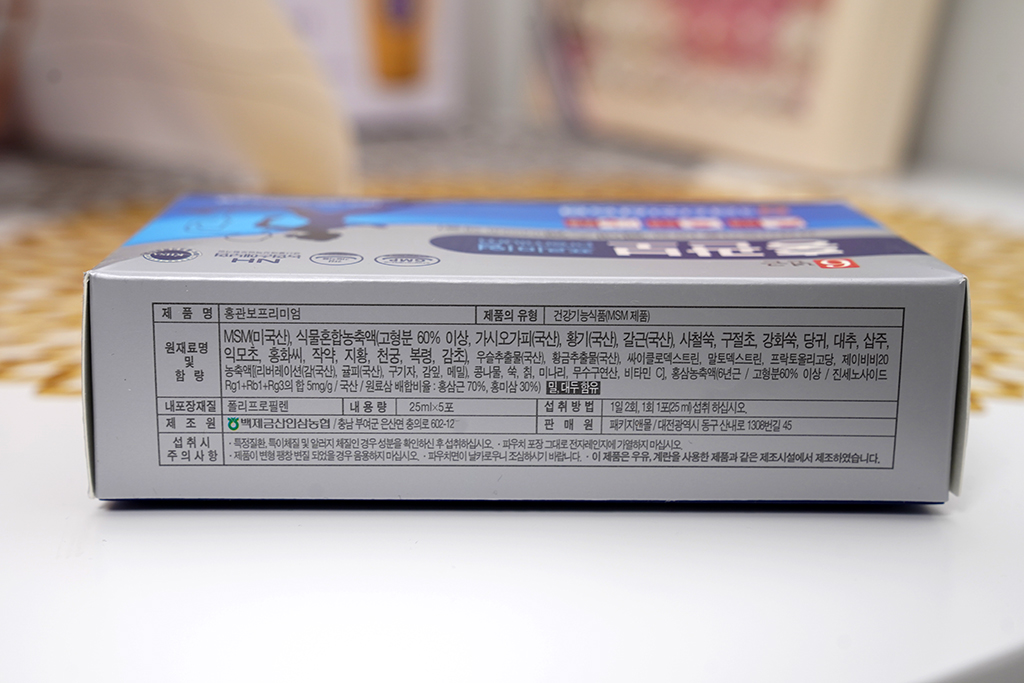 NH
GMP
제 품 명 홍관보프리미엄 제품의 유형 건강기능식품(MSM 제품)
원재료명 및 함 량 MSM(미국산), 식물혼합농축액(고형분 60% 이상, 가시오가피(국산), 황기(국산), 갈근(국산), 사철쑥, 구절초, 강화쑥, 당귀, 대추, 삽주,
익모초, 홍화씨, 작약, 지황, 천궁, 복령, 감초), 우슬추출물(국산), 황금추출물(국산), 싸이클로덱스트린, 말토덱스트린, 프락토올리고당, 제이비비20
농축액[리버레이션(감(국산), 귤피(국산), 구기자, 감잎, 메밀), 콩나물, 쑥, 칡, 미나리, 무수구연산, 비타민 C], 홍삼농축액(6년근 / 고형분60% 이상 / 진세노사이드
Rg1+Rb1+Rg3의 합 5mg/g / 국산 / 원료삼 배합비율 : 홍삼근 70%, 홍미삼 30%) 밀, 대두 함유
내포장재질 폴리프로필렌 내 용 량 25ml×5포 섭 취 방 법 1일 2회, 1회 1포(25 ml) 섭취 하십시오.
제 조 원 백제금산인삼농협 / 충남 부여군 은산면 충의로 602-12 판 매 원 패키지앤몰 / 대전광역시 동구 산내로 1308번길 45
섭 취 시 주 의 사 항 · 특정질환, 특이체질 및 알러지 체질인 경우 성분을 확인하신 후 섭취하십시오. · 파우치 포장 그대로 전자레인지에 가열하지 마십시오.
· 제품이 변형 팽창 변질 되었을 경우 음용하지 마십시오. · 파우치면이 날카로우니 조심하시기 바랍니다. · 이 제품은 우유, 계란을 사용한 제품과 같은 제조시설에서 제조하였습니다.